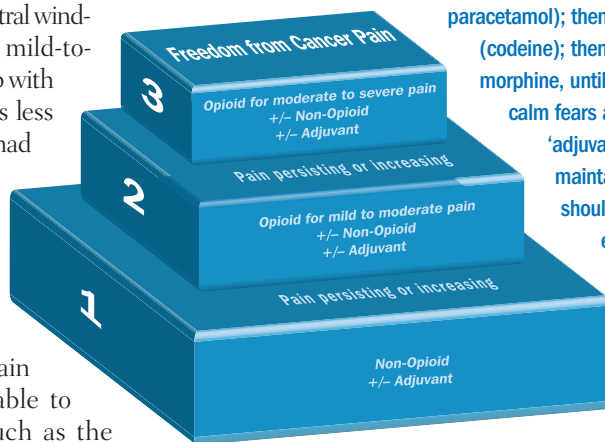 tral wind-
mild-to-
with
s less
had
ain
able to
uch as the
paracetamol); then
(codeine); then
morphine, until
calm fears a
'adjuva
mainta
shoul
e
3
Freedom from Cancer Pain
Opioid for moderate to severe pain
+/– Non-Opioid
+/– Adjuvant
2
Pain persisting or increasing
Opioid for mild to moderate pain
+/– Non-Opioid
+/– Adjuvant
1
Pain persisting or increasing
Non-Opioid
+/– Adjuvant